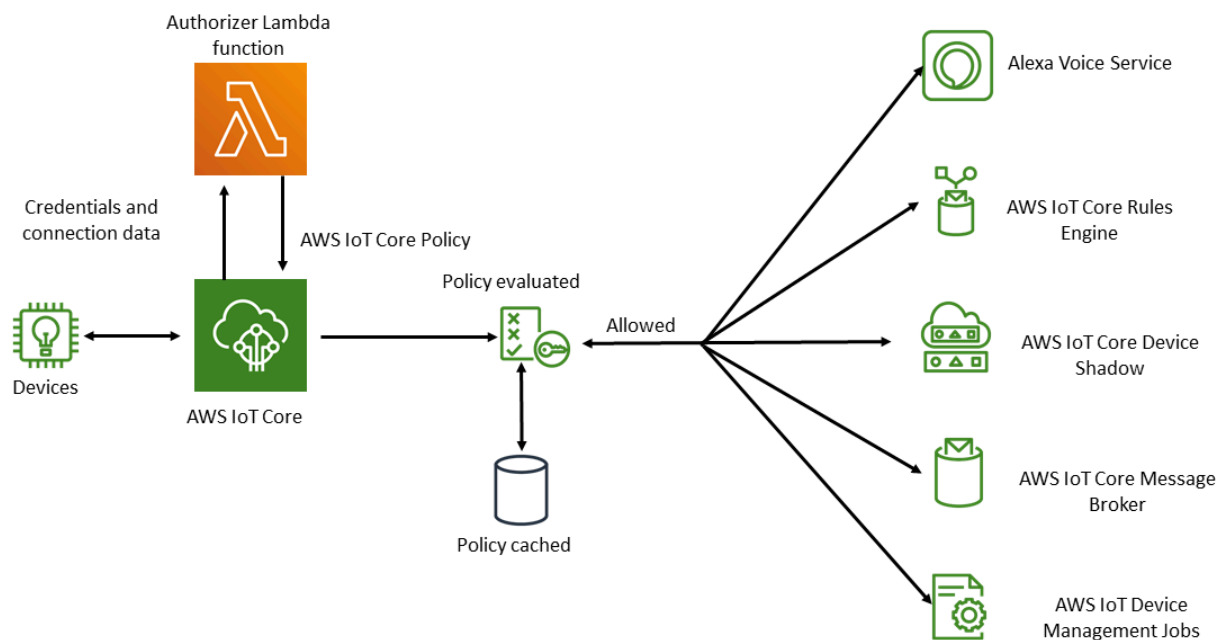 Authorizer Lambda
function
Alexa Voice Service
Credentials and
connection data
AWS IoT Core Policy
AWS IoT Core Rules
Engine
Policy evaluated
Allowed
Devices
AWS IoT Core
AWS IoT Core Device
Shadow
Policy cached
AWS IoT Core Message
Broker
AWS IoT Device
Management Jobs